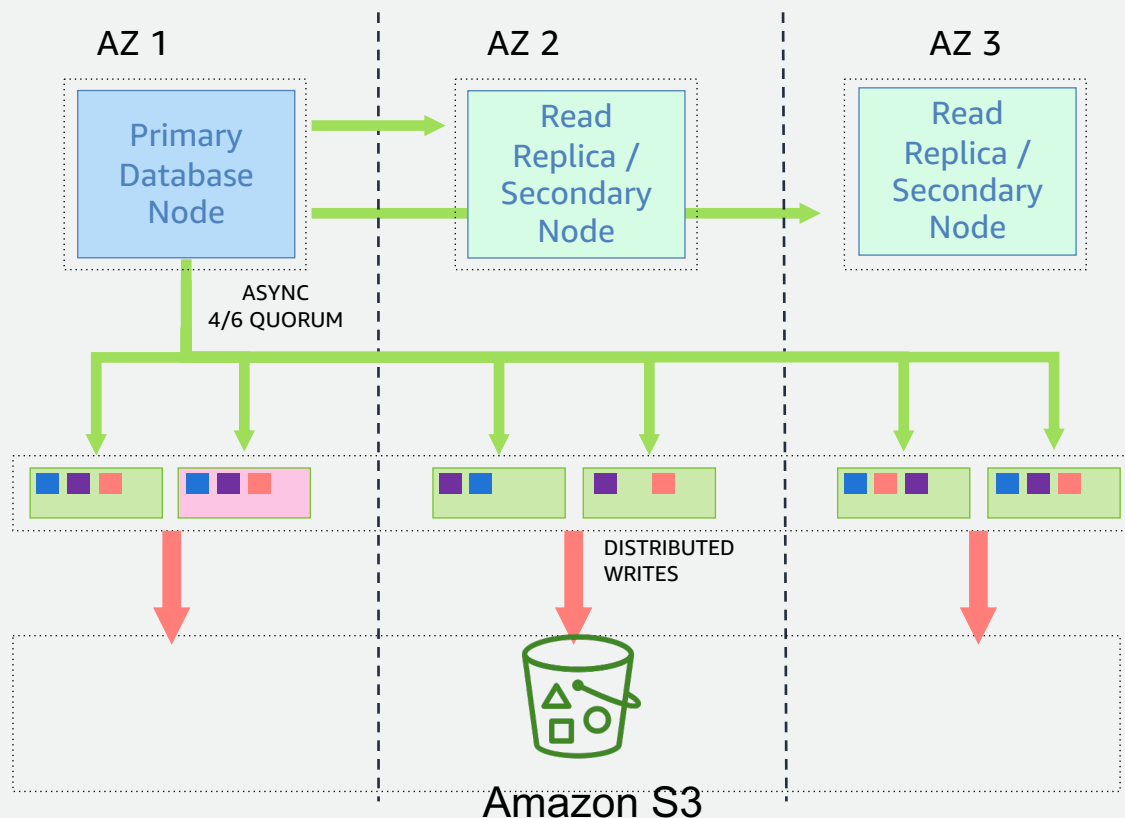 AZ 1
AZ 2
AZ 3
Primary
Database
Node
Read
Replica /
Secondary
Node
Read
Replica /
Secondary
Node
ASYNC
4/6 QUORUM
DISTRIBUTED
WRITES
Amazon S3